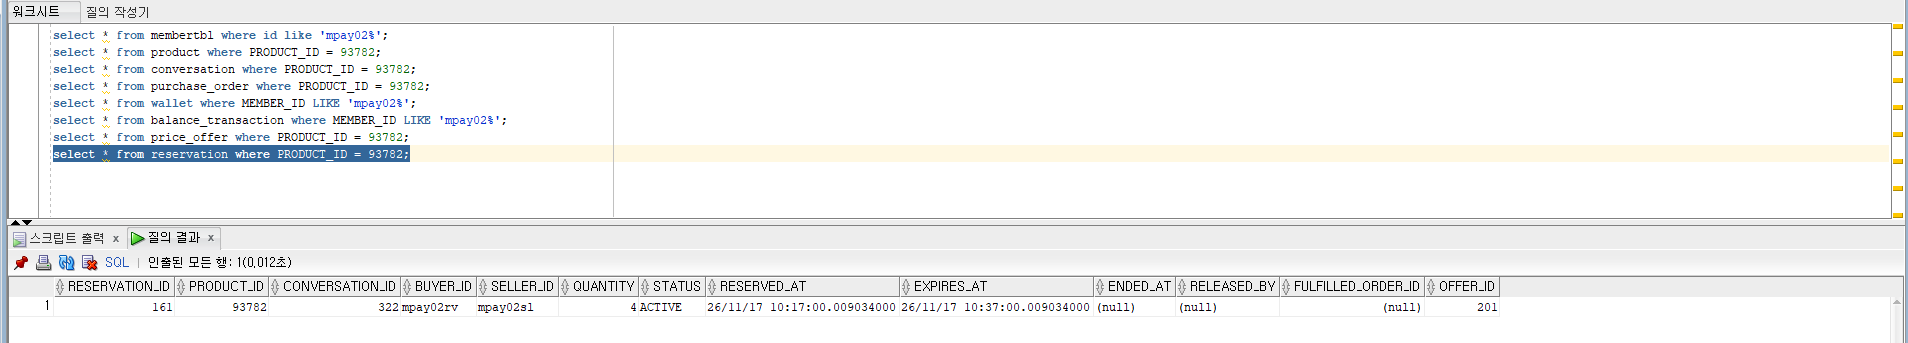 워크시트 질의 작성기
select * from membertbl where id like 'mpay02%';
select * from product where PRODUCT_ID = 93782;
select * from conversation where PRODUCT_ID = 93782;
select * from purchase_order where PRODUCT_ID = 93782;
select * from wallet where MEMBER_ID LIKE 'mpay02%';
select * from balance_transaction where MEMBER_ID LIKE 'mpay02%';
select * from price_offer where PRODUCT_ID = 93782;
select * from reservation where PRODUCT_ID = 93782;
스크립트 출력 x 질의 결과 x
SQL | 인출된 모든 행: 1(0,012초)
RESERVATION_ID PRODUCT_ID CONVERSATION_ID BUYER_ID SELLER_ID QUANTITY STATUS RESERVED_AT EXPIRES_AT ENDED_AT RELEASED_BY FULFILLED_ORDER_ID OFFER_ID
1 161 93782 322 mpay02rv mpay02sl 4 ACTIVE 26/11/17 10:17:00.009034000 26/11/17 10:37:00.009034000 (null) (null) (null) 201